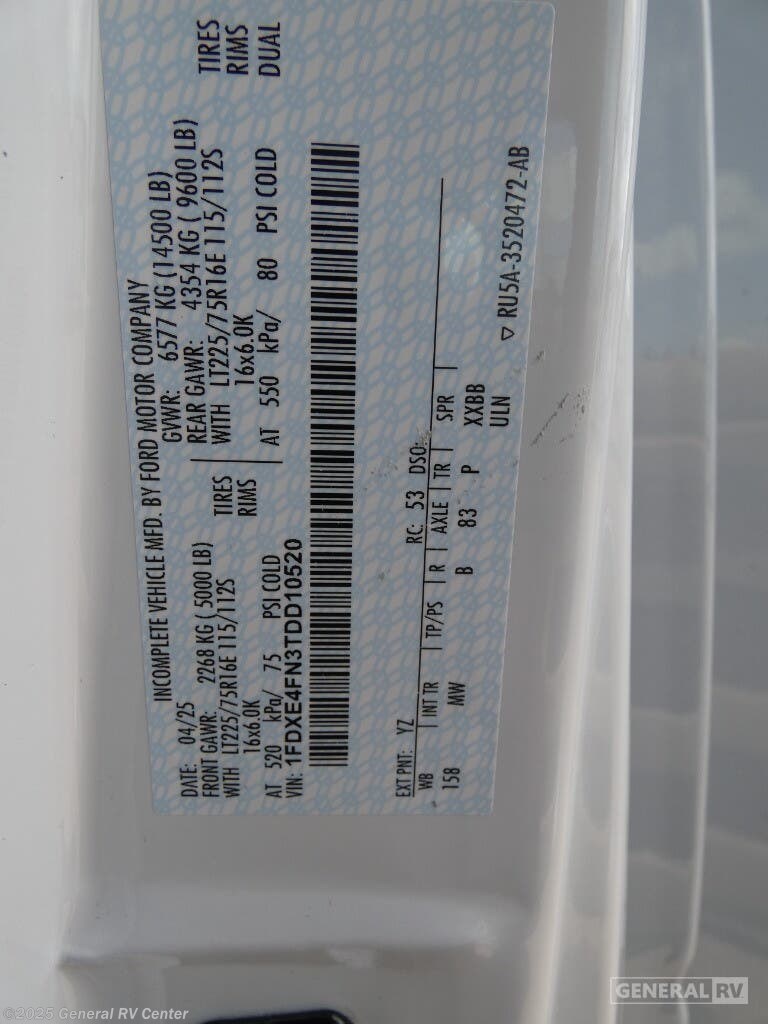 INCOMPLETE VEHICLE MFD. BY FORD MOTOR COMPANY
DATE: 04/25 GVWR: 6577 KG (14500 LB)
FRONT GAWR: 2268 KG ( 5000 LB) REAR GAWR: 4354 KG ( 9600 LB)
WITH LT225/75R16E 115/112S TIRES WITH LT225/75R16E 115/112S TIRES
16x6.0K RIMS 16x6.0K RIMS
AT 520 kPa/ 75 PSI COLD AT 550 kPa/ 80 PSI COLD DUAL
VIN: 1FDXE4FN3TDD10520
EXT PNT: YZ RC: 53 DSO:
WB INT TR TP/PS R AXLE TR SPR
158 MW B 83 P XXBB
ULN
▽ RU5A-3520472-AB
GENERAL RV
©2025 General RV Center